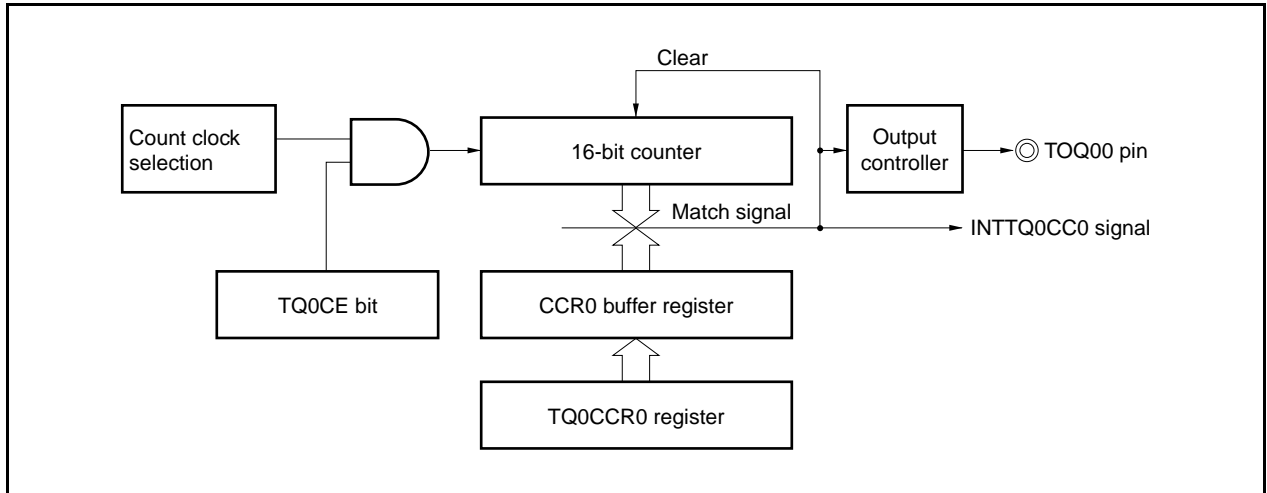 Clear
Count clock
selection
16-bit counter
Output
controller
TOQ00 pin
Match signal
INTTQ0CC0 signal
TQ0CE bit
CCR0 buffer register
TQ0CCR0 register